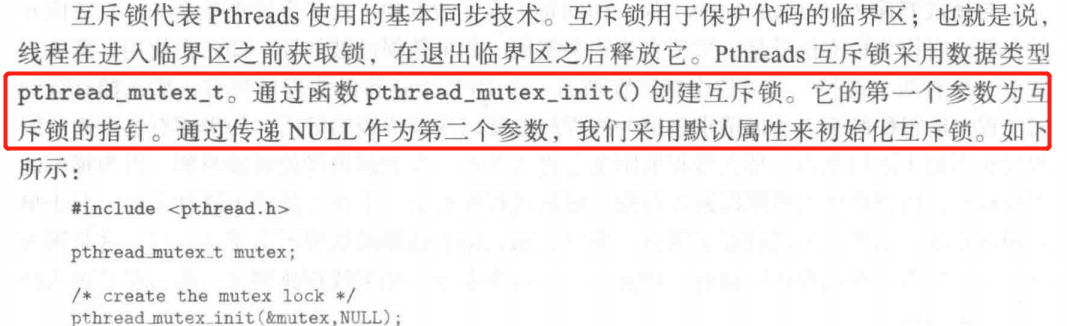 互斥锁代表 Pthreads 使用的基本同步技术。互斥锁用于保护代码的临界区；也就是说，
线程在进入临界区之前获取锁，在退出临界区之后释放它。Pthreads 互斥锁采用数据类型
pthread_mutex_t。通过函数 pthread_mutex_init() 创建互斥锁。它的第一个参数为互
斥锁的指针。通过传递 NULL 作为第二个参数，我们采用默认属性来初始化互斥锁。如下
所示：
#include <pthread.h>
pthread_mutex_t mutex;
/* create the mutex lock */
pthread_mutex_init(&mutex,NULL);